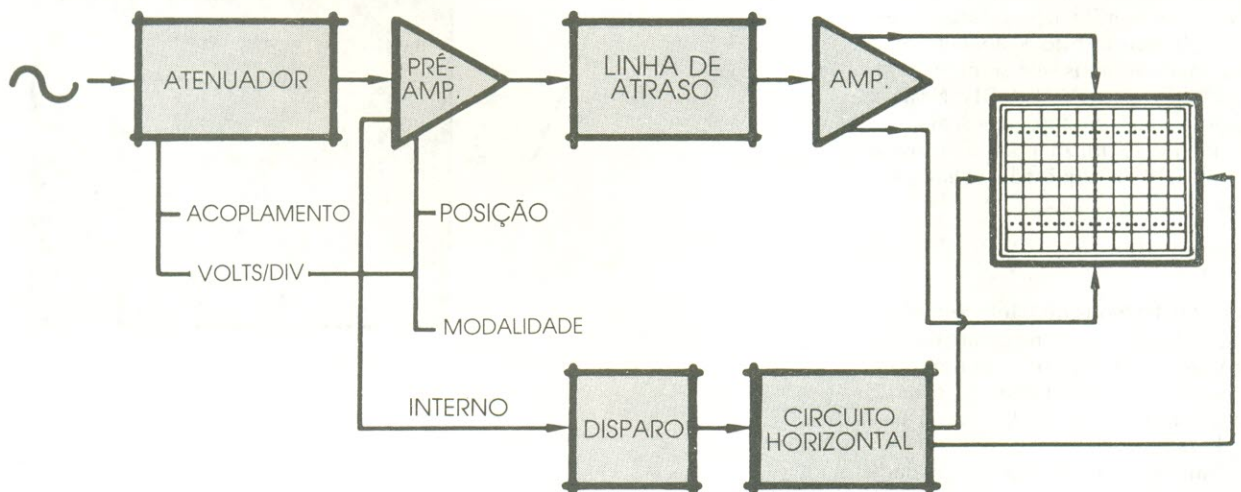 ATENUADOR
PRÉ-
AMP.
LINHA DE
ATRASO
AMP.
ACOPLAMENTO
POSIÇÃO
VOLTS/DIV
MODALIDADE
INTERNO
DISPARO
CIRCUITO
HORIZONTAL